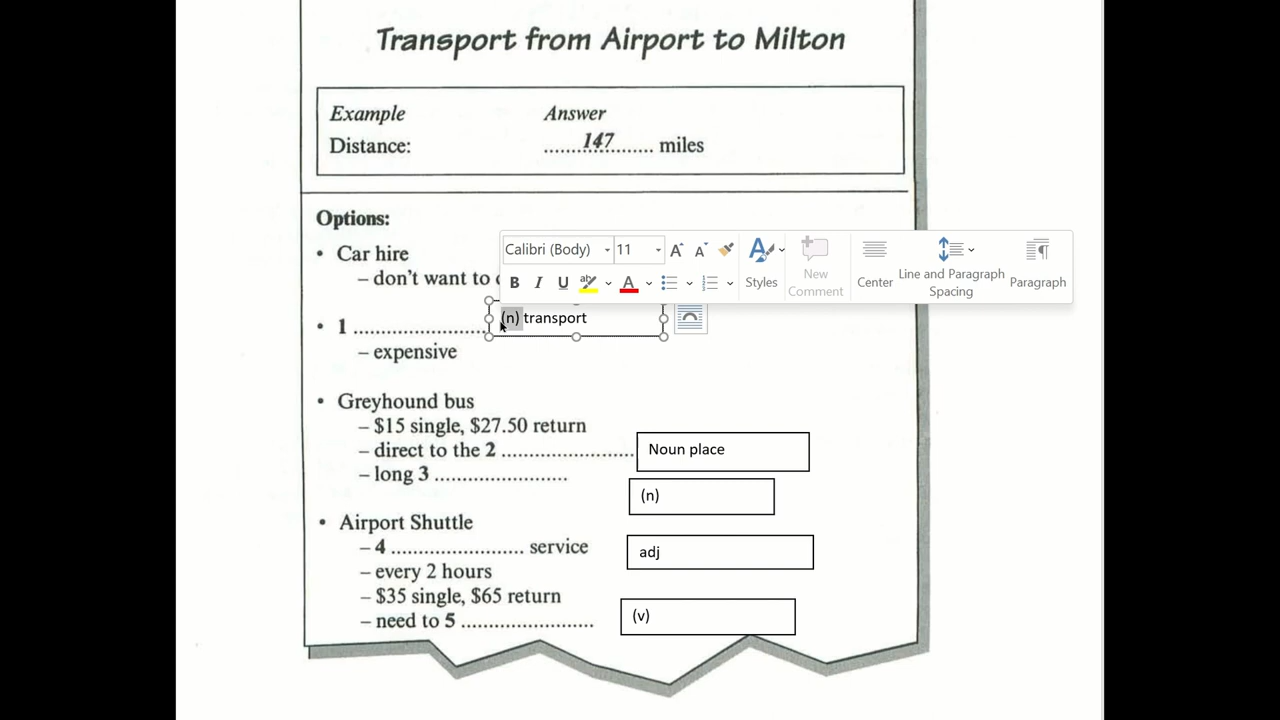 Transport from Airport to Milton
Example Answer
Distance: ........147......... miles
Options:
• Car hire
– don't want to
Calibri (Body) 11
B I U
Styles
New Comment
Center
Line and Paragraph Spacing
Paragraph
• 1 ........................ (n) transport
– expensive
• Greyhound bus
– $15 single, $27.50 return
– direct to the 2 ........................ Noun place
– long 3 ........................ (n)
• Airport Shuttle
– 4 ........................ service adj
– every 2 hours
– $35 single, $65 return
– need to 5 ........................ (v)